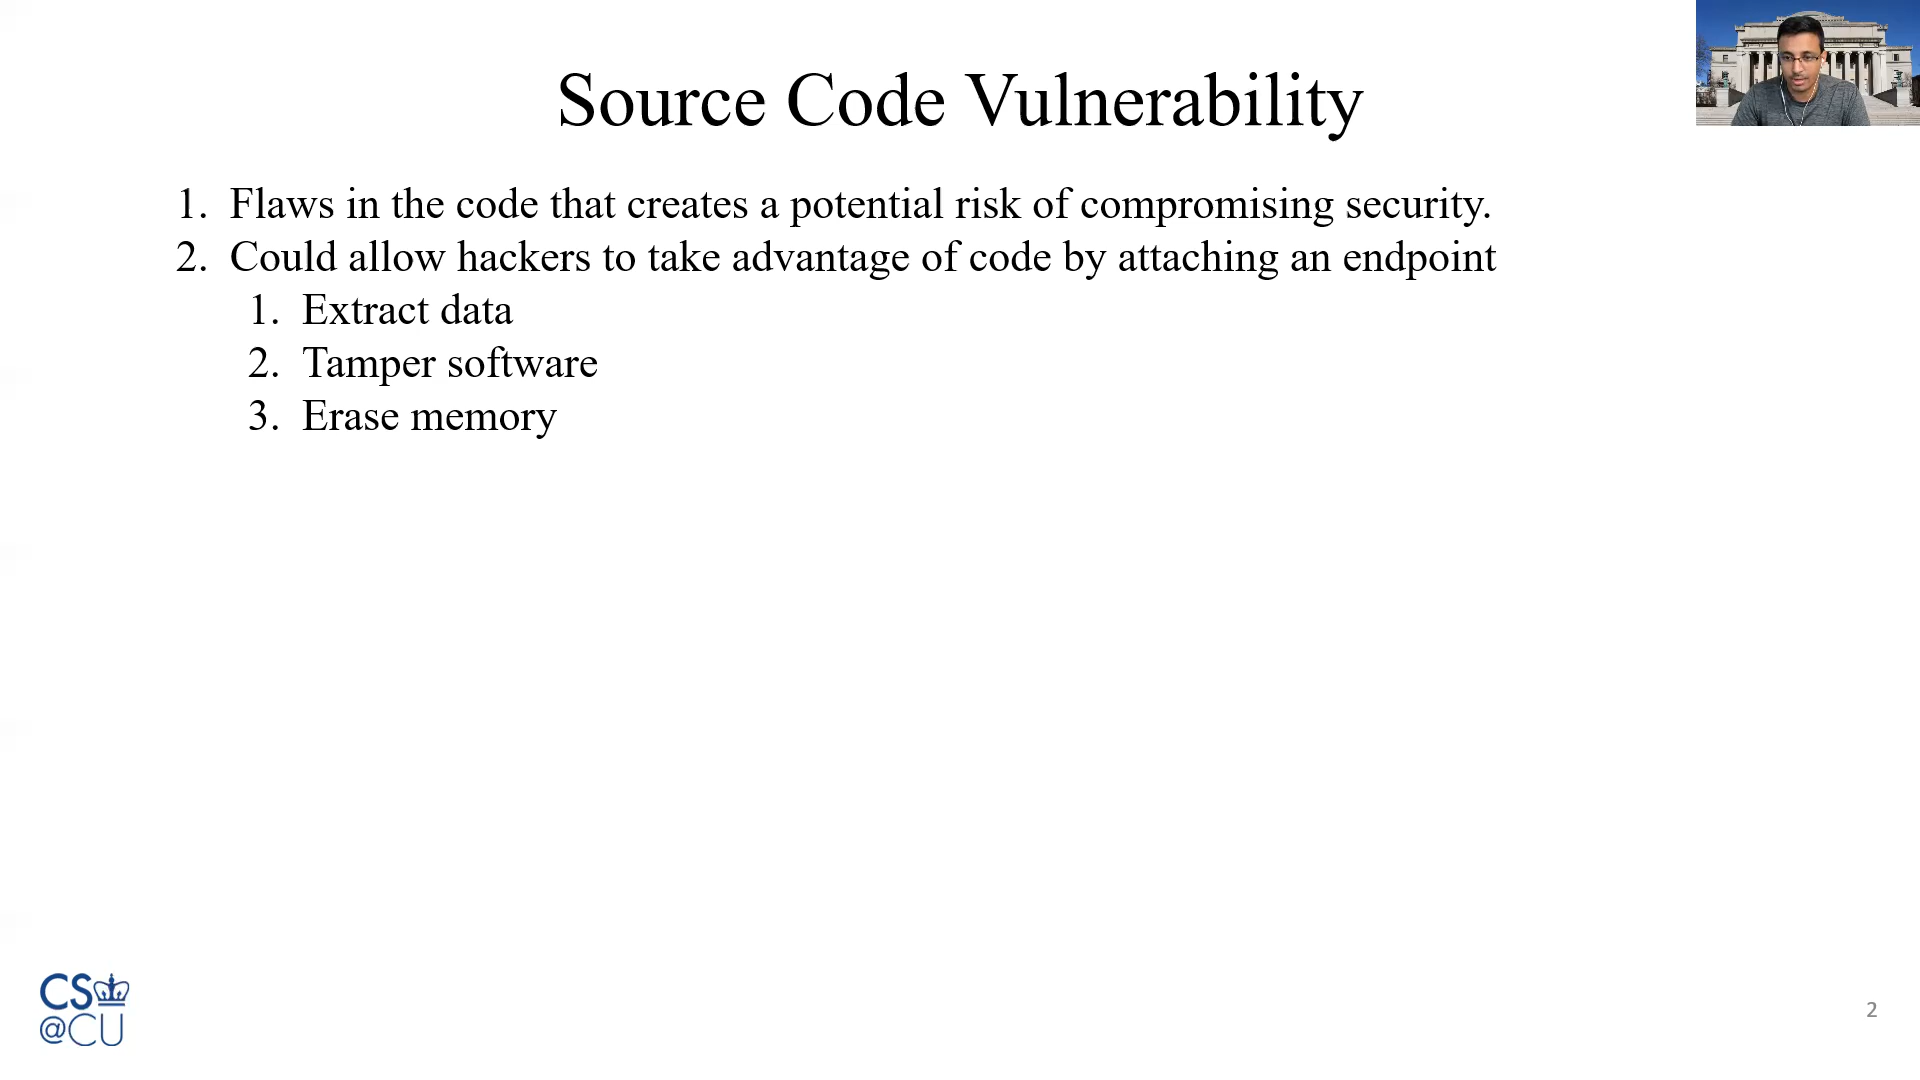 Source Code Vulnerability
1. Flaws in the code that creates a potential risk of compromising security.
2. Could allow hackers to take advantage of code by attaching an endpoint
1. Extract data
2. Tamper software
3. Erase memory
CS
@CU
2